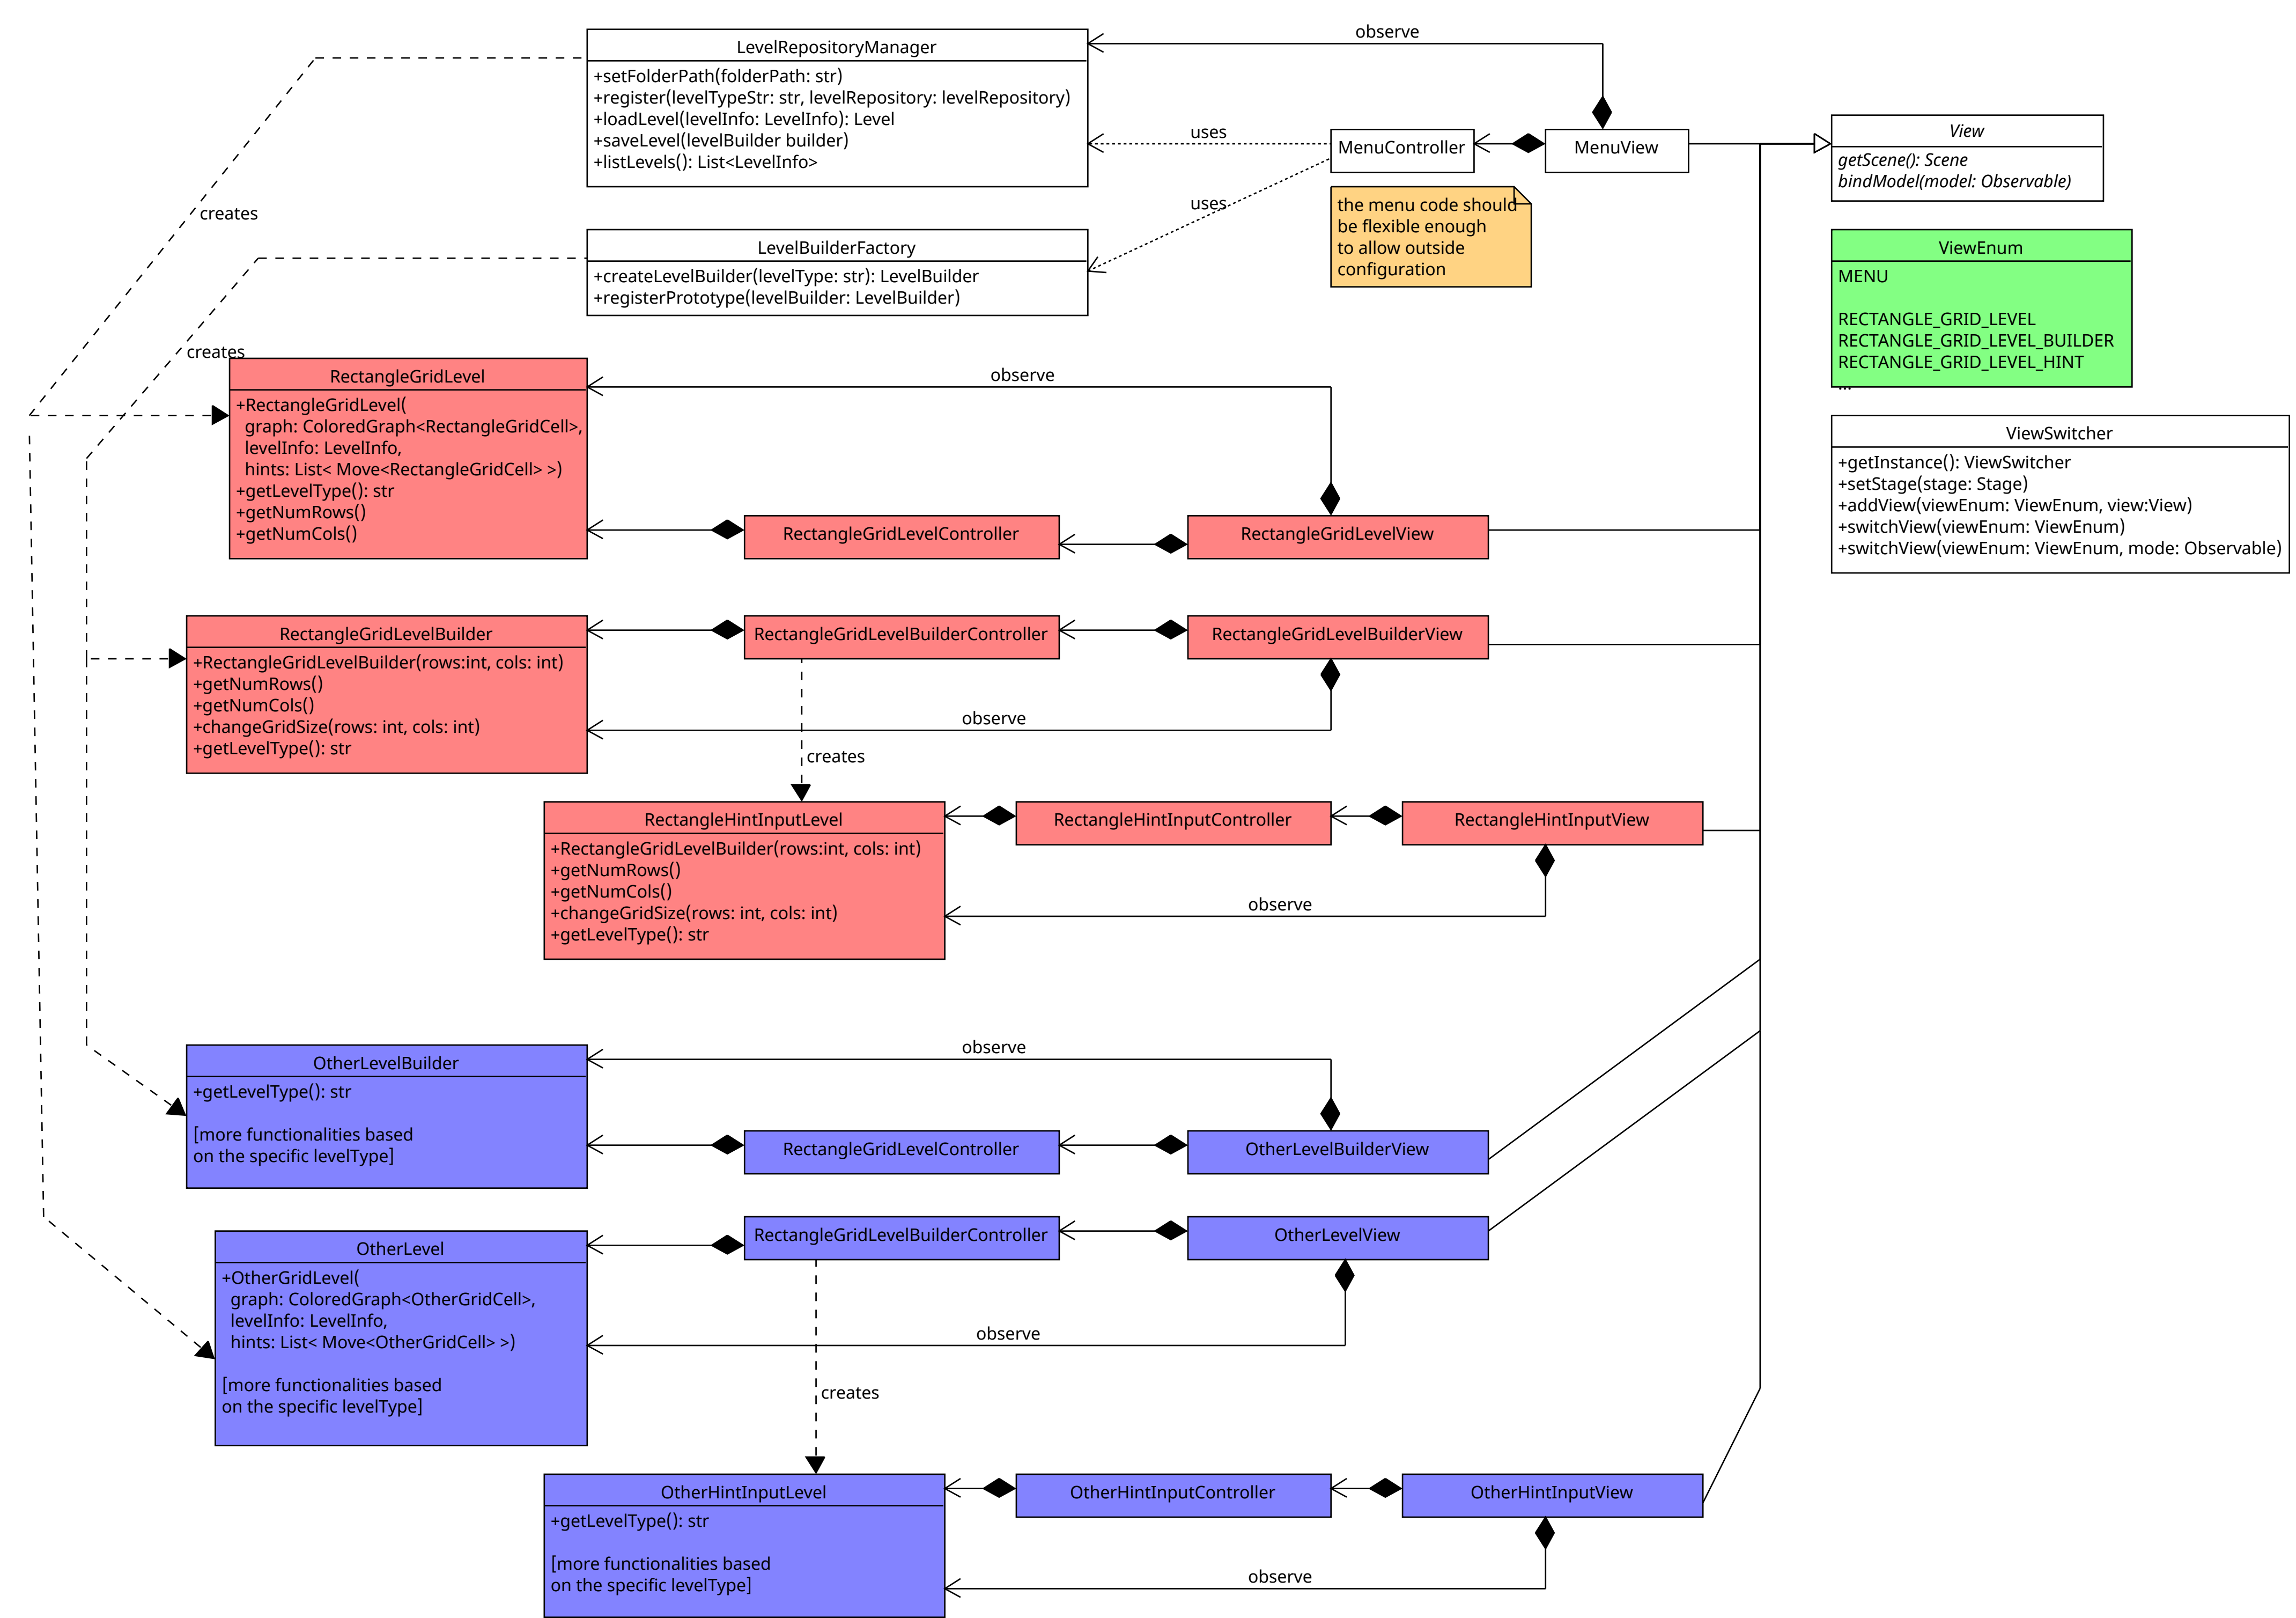 observe
LevelRepositoryManager
+setFolderPath(folderPath: str)
+register(levelTypeStr: str, levelRepository: levelRepository)
+loadLevel(levelInfo: LevelInfo): Level
+saveLevel(levelBuilder builder)
+listLevels(): List<LevelInfo>
uses
MenuController
MenuView
View
getScene(): Scene
bindModel(model: Observable)
creates
uses
the menu code should
be flexible enough
to allow outside
configuration
LevelBuilderFactory
+createLevelBuilder(levelType: str): LevelBuilder
+registerPrototype(levelBuilder: LevelBuilder)
ViewEnum
MENU
RECTANGLE_GRID_LEVEL
RECTANGLE_GRID_LEVEL_BUILDER
RECTANGLE_GRID_LEVEL_HINT
...
creates
RectangleGridLevel
+RectangleGridLevel(
graph: ColoredGraph<RectangleGridCell>,
levelInfo: LevelInfo,
hints: List< Move<RectangleGridCell> >)
+getLevelType(): str
+getNumRows()
+getNumCols()
observe
RectangleGridLevelController
RectangleGridLevelView
ViewSwitcher
+getInstance(): ViewSwitcher
+setStage(stage: Stage)
+addView(viewEnum: ViewEnum, view:View)
+switchView(viewEnum: ViewEnum)
+switchView(viewEnum: ViewEnum, mode: Observable)
RectangleGridLevelBuilder
+RectangleGridLevelBuilder(rows:int, cols: int)
+getNumRows()
+getNumCols()
+changeGridSize(rows: int, cols: int)
+getLevelType(): str
RectangleGridLevelBuilderController
RectangleGridLevelBuilderView
observe
creates
RectangleHintInputLevel
+RectangleGridLevelBuilder(rows:int, cols: int)
+getNumRows()
+getNumCols()
+changeGridSize(rows: int, cols: int)
+getLevelType(): str
RectangleHintInputController
RectangleHintInputView
observe
OtherLevelBuilder
+getLevelType(): str
[more functionalities based
on the specific levelType]
observe
RectangleGridLevelController
OtherLevelBuilderView
OtherLevel
+OtherGridLevel(
graph: ColoredGraph<OtherGridCell>,
levelInfo: LevelInfo,
hints: List< Move<OtherGridCell> >)
[more functionalities based
on the specific levelType]
RectangleGridLevelBuilderController
OtherLevelView
observe
creates
OtherHintInputLevel
+getLevelType(): str
[more functionalities based
on the specific levelType]
OtherHintInputController
OtherHintInputView
observe